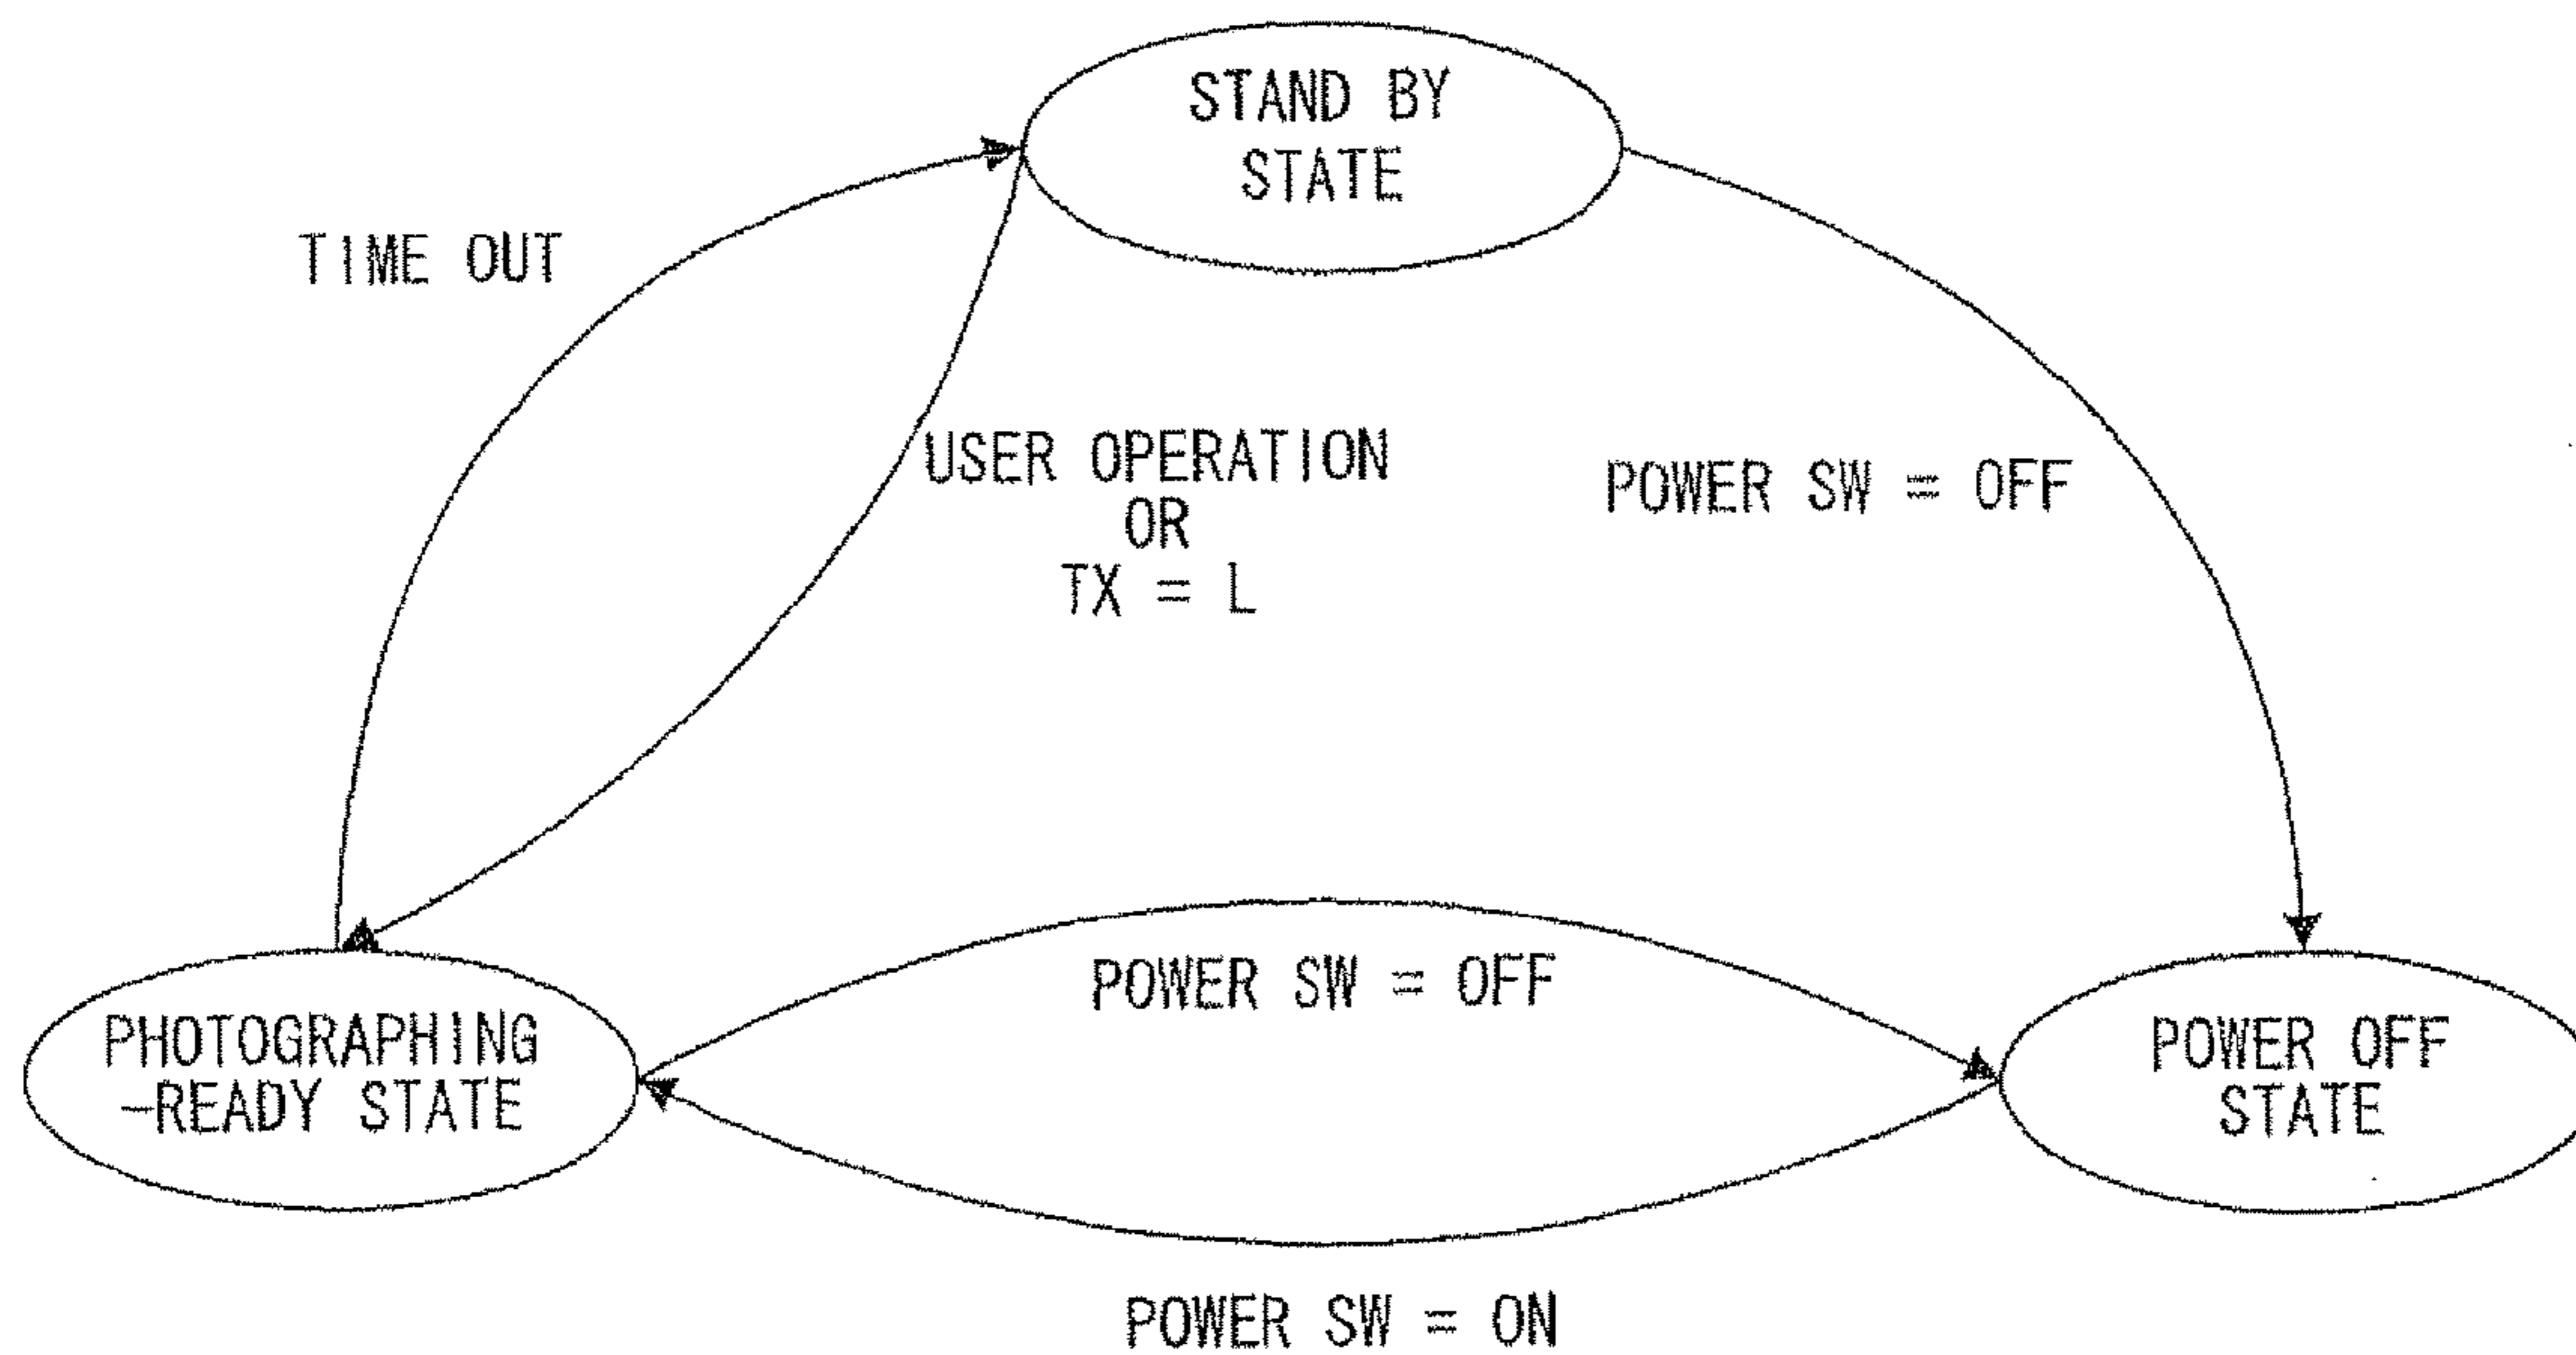 STAND BY
STATE
TIME OUT
USER OPERATION
OR
TX = L
POWER SW = OFF
POWER SW = OFF
PHOTOGRAPHING
-READY STATE
POWER OFF
STATE
POWER SW = ON